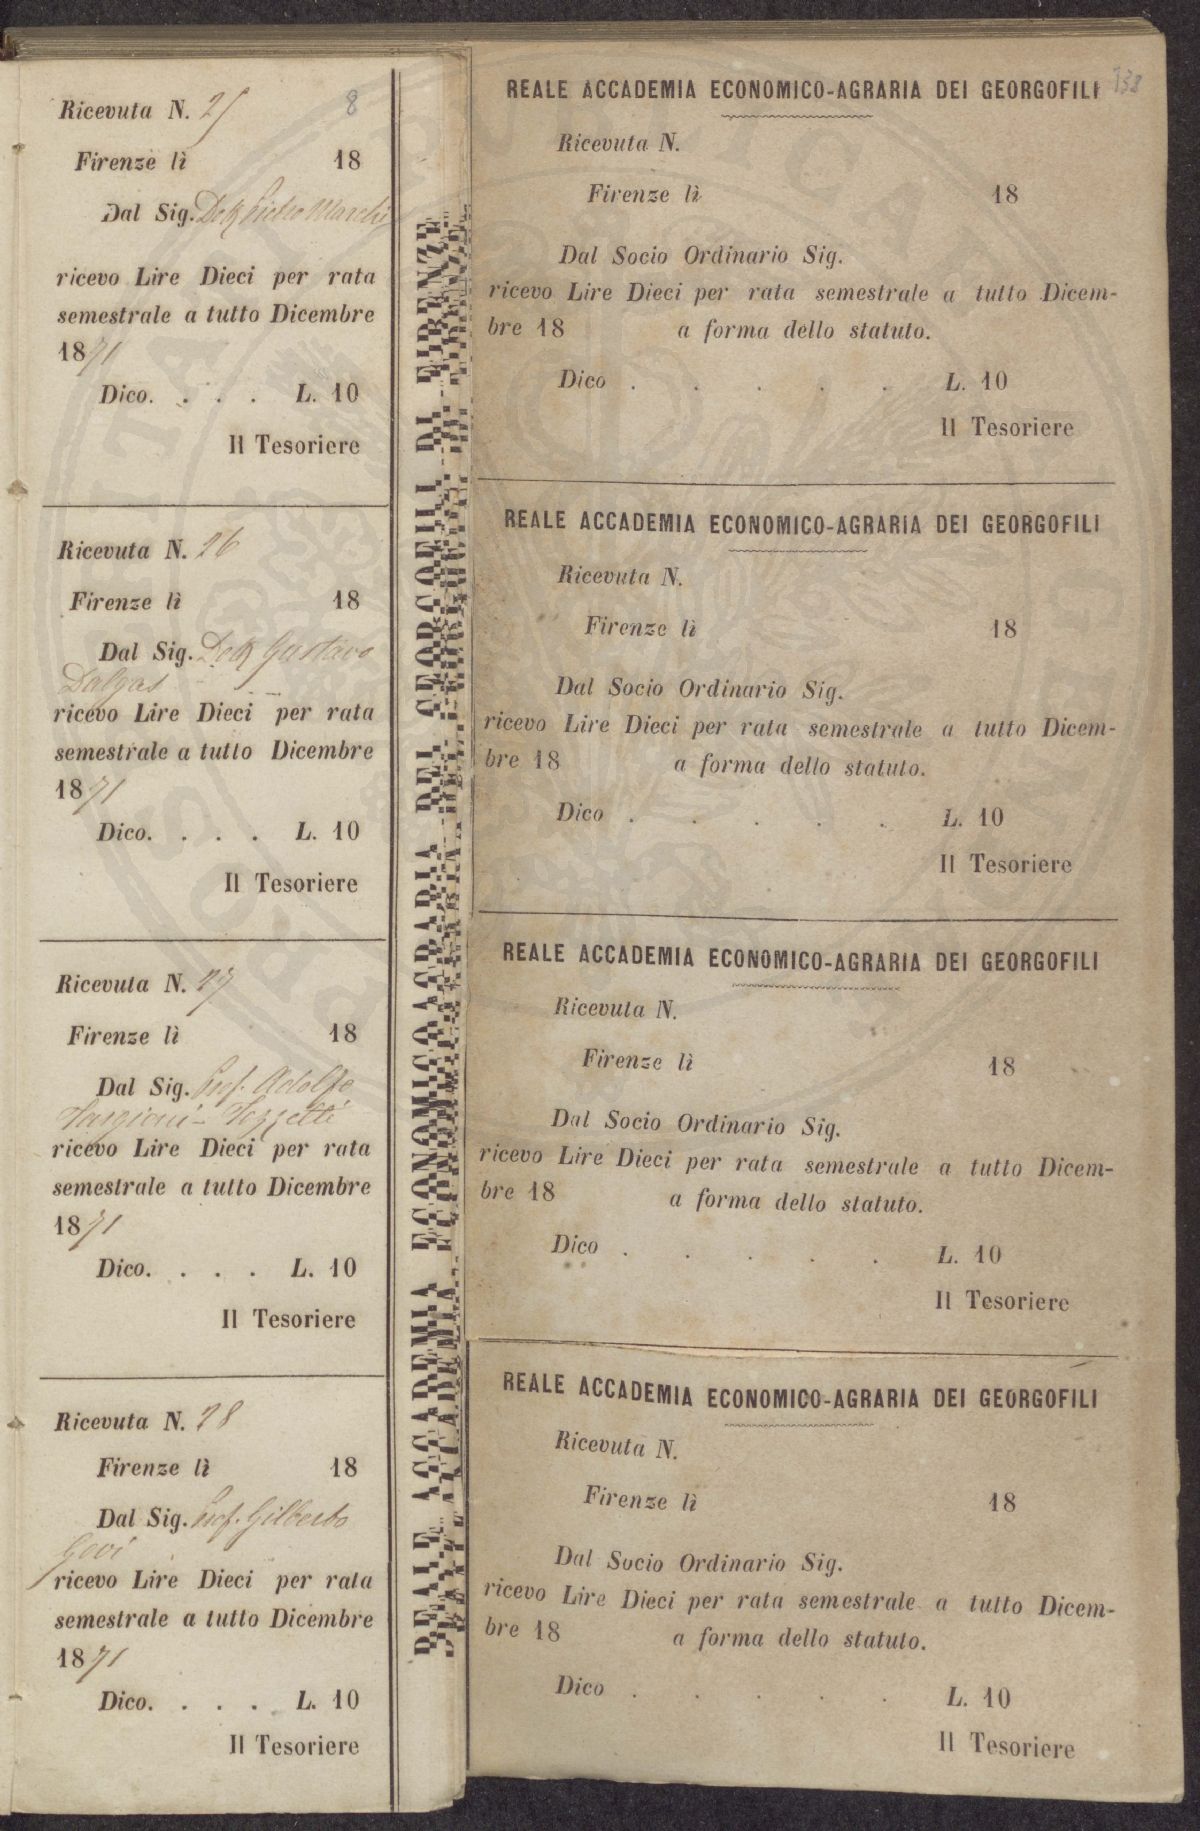 8
Ricevuta N. 25
Firenze lì 18
Dal Sig. Dott Pietro Marchi
ricevo Lire Dieci per rata
semestrale a tutto Dicembre
1871
Dico. . . . L. 10
Il Tesoriere
Ricevuta N. 26
Firenze lì 18
Dal Sig. Dott Gustavo
Dalgas
ricevo Lire Dieci per rata
semestrale a tutto Dicembre
1871
Dico. . . . L. 10
Il Tesoriere
Ricevuta N. 27
Firenze lì 18
Dal Sig. Prof. Adolfo
Targioni-Tozzetti
ricevo Lire Dieci per rata
semestrale a tutto Dicembre
1871
Dico. . . . L. 10
Il Tesoriere
Ricevuta N. 28
Firenze lì 18
Dal Sig. Prof. Gilberto
Govi
ricevo Lire Dieci per rata
semestrale a tutto Dicembre
1871
Dico. . . . L. 10
Il Tesoriere
REALE ACCADEMIA ECONOMICO-AGRARIA DEI GEORGOFILI DI FIRENZE
138
REALE ACCADEMIA ECONOMICO-AGRARIA DEI GEORGOFILI
Ricevuta N.
Firenze lì 18
Dal Socio Ordinario Sig.
ricevo Lire Dieci per rata semestrale a tutto Dicem-
bre 18 a forma dello statuto.
Dico . . . . . L. 10
Il Tesoriere
REALE ACCADEMIA ECONOMICO-AGRARIA DEI GEORGOFILI
Ricevuta N.
Firenze lì 18
Dal Socio Ordinario Sig.
ricevo Lire Dieci per rata semestrale a tutto Dicem-
bre 18 a forma dello statuto.
Dico . . . . . L. 10
Il Tesoriere
REALE ACCADEMIA ECONOMICO-AGRARIA DEI GEORGOFILI
Ricevuta N.
Firenze lì 18
Dal Socio Ordinario Sig.
ricevo Lire Dieci per rata semestrale a tutto Dicem-
bre 18 a forma dello statuto.
Dico . . . . . L. 10
Il Tesoriere
REALE ACCADEMIA ECONOMICO-AGRARIA DEI GEORGOFILI
Ricevuta N.
Firenze lì 18
Dal Socio Ordinario Sig.
ricevo Lire Dieci per rata semestrale a tutto Dicem-
bre 18 a forma dello statuto.
Dico . . . . . L. 10
Il Tesoriere